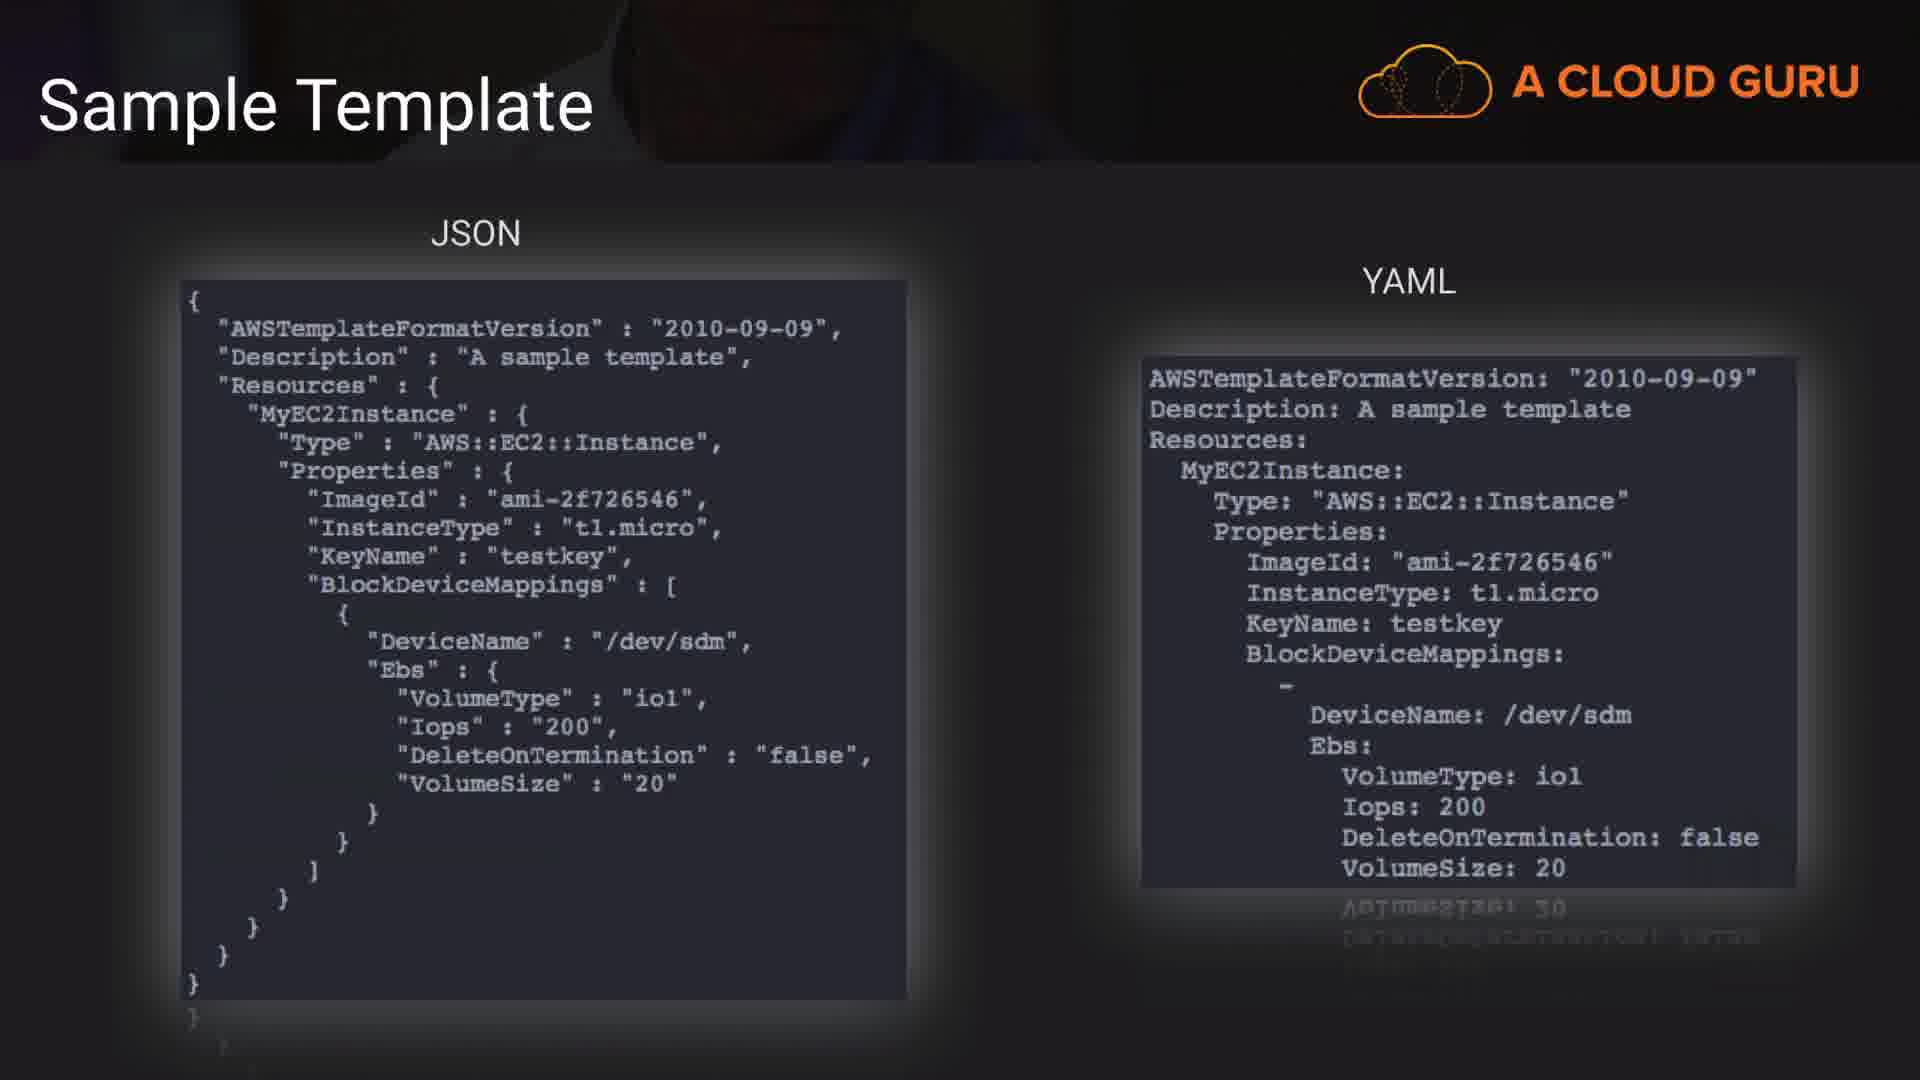 Sample Template
A CLOUD GURU
JSON
{
  "AWSTemplateFormatVersion" : "2010-09-09",
  "Description" : "A sample template",
  "Resources" : {
    "MyEC2Instance" : {
      "Type" : "AWS::EC2::Instance",
      "Properties" : {
        "ImageId" : "ami-2f726546",
        "InstanceType" : "t1.micro",
        "KeyName" : "testkey",
        "BlockDeviceMappings" : [
          {
            "DeviceName" : "/dev/sdm",
            "Ebs" : {
              "VolumeType" : "io1",
              "Iops" : "200",
              "DeleteOnTermination" : "false",
              "VolumeSize" : "20"
            }
          }
        ]
      }
    }
  }
}
YAML
AWSTemplateFormatVersion: "2010-09-09"
Description: A sample template
Resources:
  MyEC2Instance:
    Type: "AWS::EC2::Instance"
    Properties:
      ImageId: "ami-2f726546"
      InstanceType: t1.micro
      KeyName: testkey
      BlockDeviceMappings:
        -
          DeviceName: /dev/sdm
          Ebs:
            VolumeType: io1
            Iops: 200
            DeleteOnTermination: false
            VolumeSize: 20